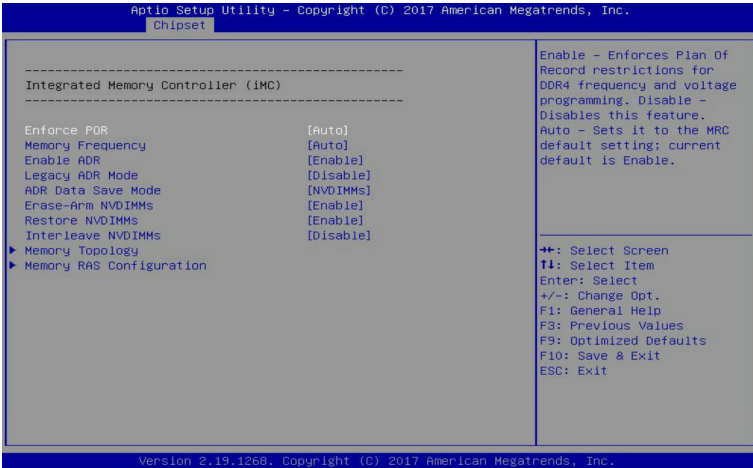 Aptio Setup Utility – Copyright (C) 2017 American Megatrends, Inc.
Chipset
------------------------------------------------
Integrated Memory Controller (iMC)
------------------------------------------------
Enforce POR [Auto]
Memory Frequency [Auto]
Enable ADR [Enable]
Legacy ADR Mode [Disable]
ADR Data Save Mode [NVDIMMs]
Erase-Arm NVDIMMs [Enable]
Restore NVDIMMs [Enable]
Interleave NVDIMMs [Disable]
▶ Memory Topology
▶ Memory RAS Configuration
Enable – Enforces Plan Of
Record restrictions for
DDR4 frequency and voltage
programming. Disable –
Disables this feature.
Auto – Sets it to the MRC
default setting; current
default is Enable.
→←: Select Screen
↑↓: Select Item
Enter: Select
+/-: Change Opt.
F1: General Help
F3: Previous Values
F9: Optimized Defaults
F10: Save & Exit
ESC: Exit
Version 2.19.1268. Copyright (C) 2017 American Megatrends, Inc.